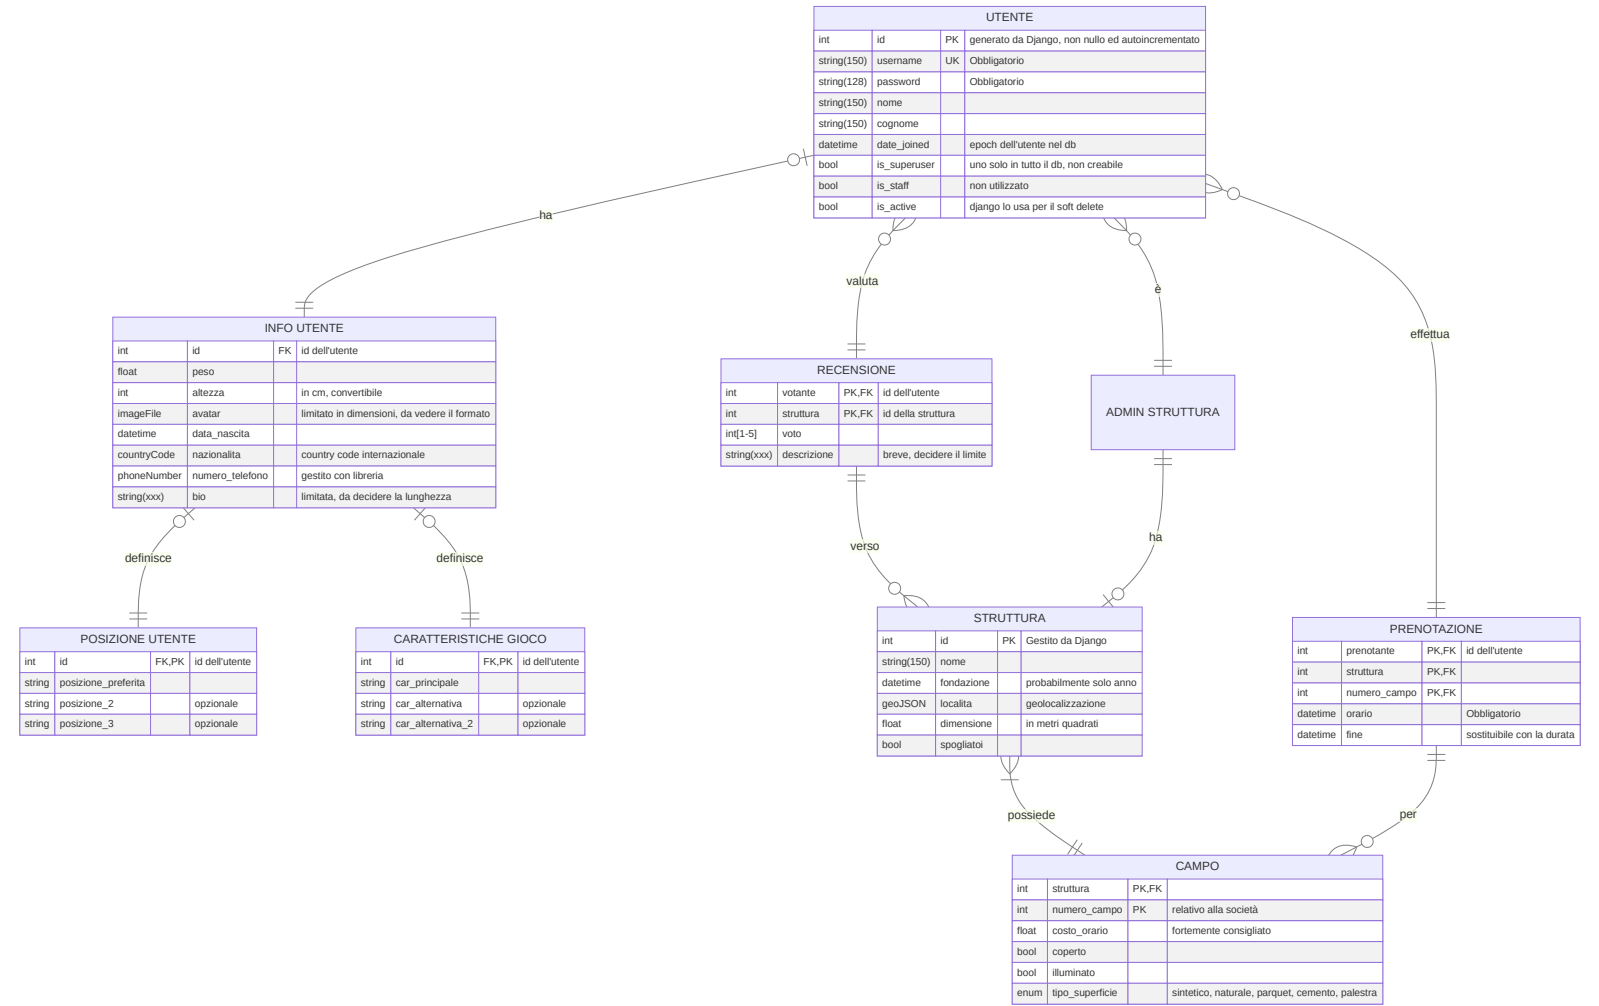 UTENTE
int id PK generato da Django, non nullo ed autoincrementato
string(150) username UK Obbligatorio
string(128) password Obbligatorio
string(150) nome
string(150) cognome
datetime date_joined epoch dell'utente nel db
bool is_superuser uno solo in tutto il db, non creabile
bool is_staff non utilizzato
bool is_active django lo usa per il soft delete
ha
valuta
è
effettua
INFO UTENTE
int id FK id dell'utente
float peso
int altezza in cm, convertibile
imageFile avatar limitato in dimensioni, da vedere il formato
datetime data_nascita
countryCode nazionalita country code internazionale
phoneNumber numero_telefono gestito con libreria
string(xxx) bio limitata, da decidere la lunghezza
RECENSIONE
int votante PK,FK id dell'utente
int struttura PK,FK id della struttura
int[1-5] voto
string(xxx) descrizione breve, decidere il limite
ADMIN STRUTTURA
definisce
definisce
verso
ha
POSIZIONE UTENTE
int id FK,PK id dell'utente
string posizione_preferita
string posizione_2 opzionale
string posizione_3 opzionale
CARATTERISTICHE GIOCO
int id FK,PK id dell'utente
string car_principale
string car_alternativa opzionale
string car_alternativa_2 opzionale
STRUTTURA
int id PK Gestito da Django
string(150) nome
datetime fondazione probabilmente solo anno
geoJSON localita geolocalizzazione
float dimensione in metri quadrati
bool spogliatoi
PRENOTAZIONE
int prenotante PK,FK id dell'utente
int struttura PK,FK
int numero_campo PK,FK
datetime orario Obbligatorio
datetime fine sostituibile con la durata
possiede
per
CAMPO
int struttura PK,FK
int numero_campo PK relativo alla società
float costo_orario fortemente consigliato
bool coperto
bool illuminato
enum tipo_superficie sintetico, naturale, parquet, cemento, palestra